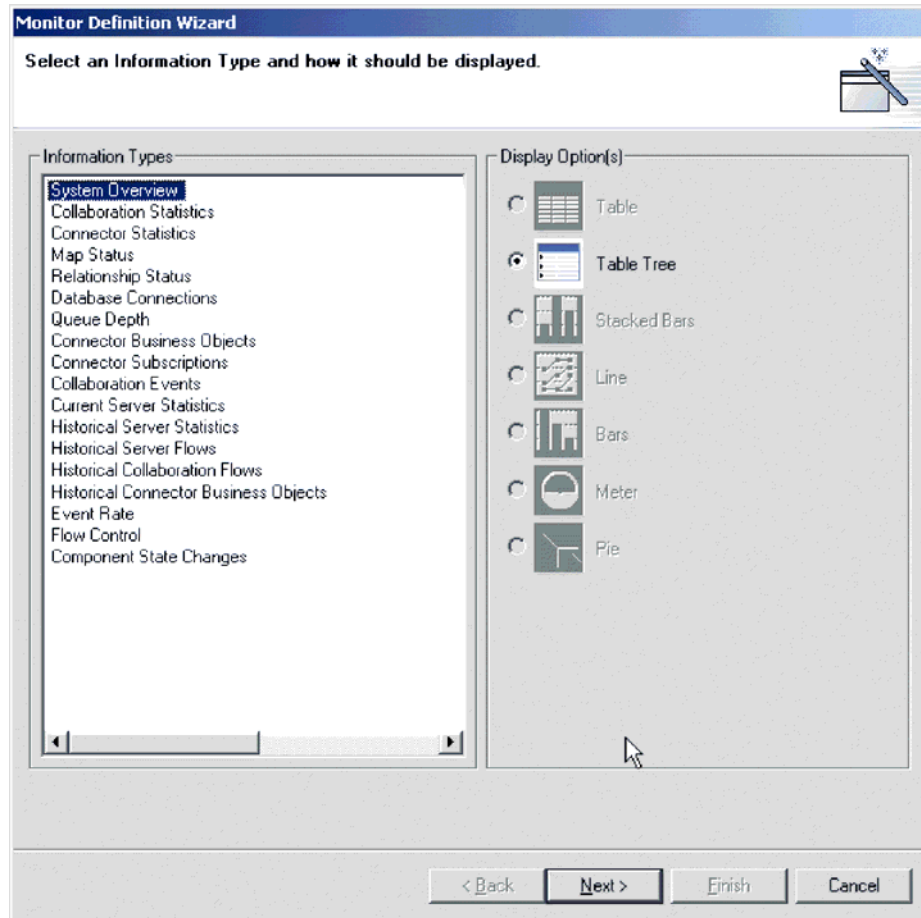 Monitor Definition Wizard
Select an Information Type and how it should be displayed.
Information Types
System Overview
Collaboration Statistics
Connector Statistics
Map Status
Relationship Status
Database Connections
Queue Depth
Connector Business Objects
Connector Subscriptions
Collaboration Events
Current Server Statistics
Historical Server Statistics
Historical Server Flows
Historical Collaboration Flows
Historical Connector Business Objects
Event Rate
Flow Control
Component State Changes
Display Option(s)
Table
Table Tree
Stacked Bars
Line
Bars
Meter
Pie
< Back
Next >
Finish
Cancel